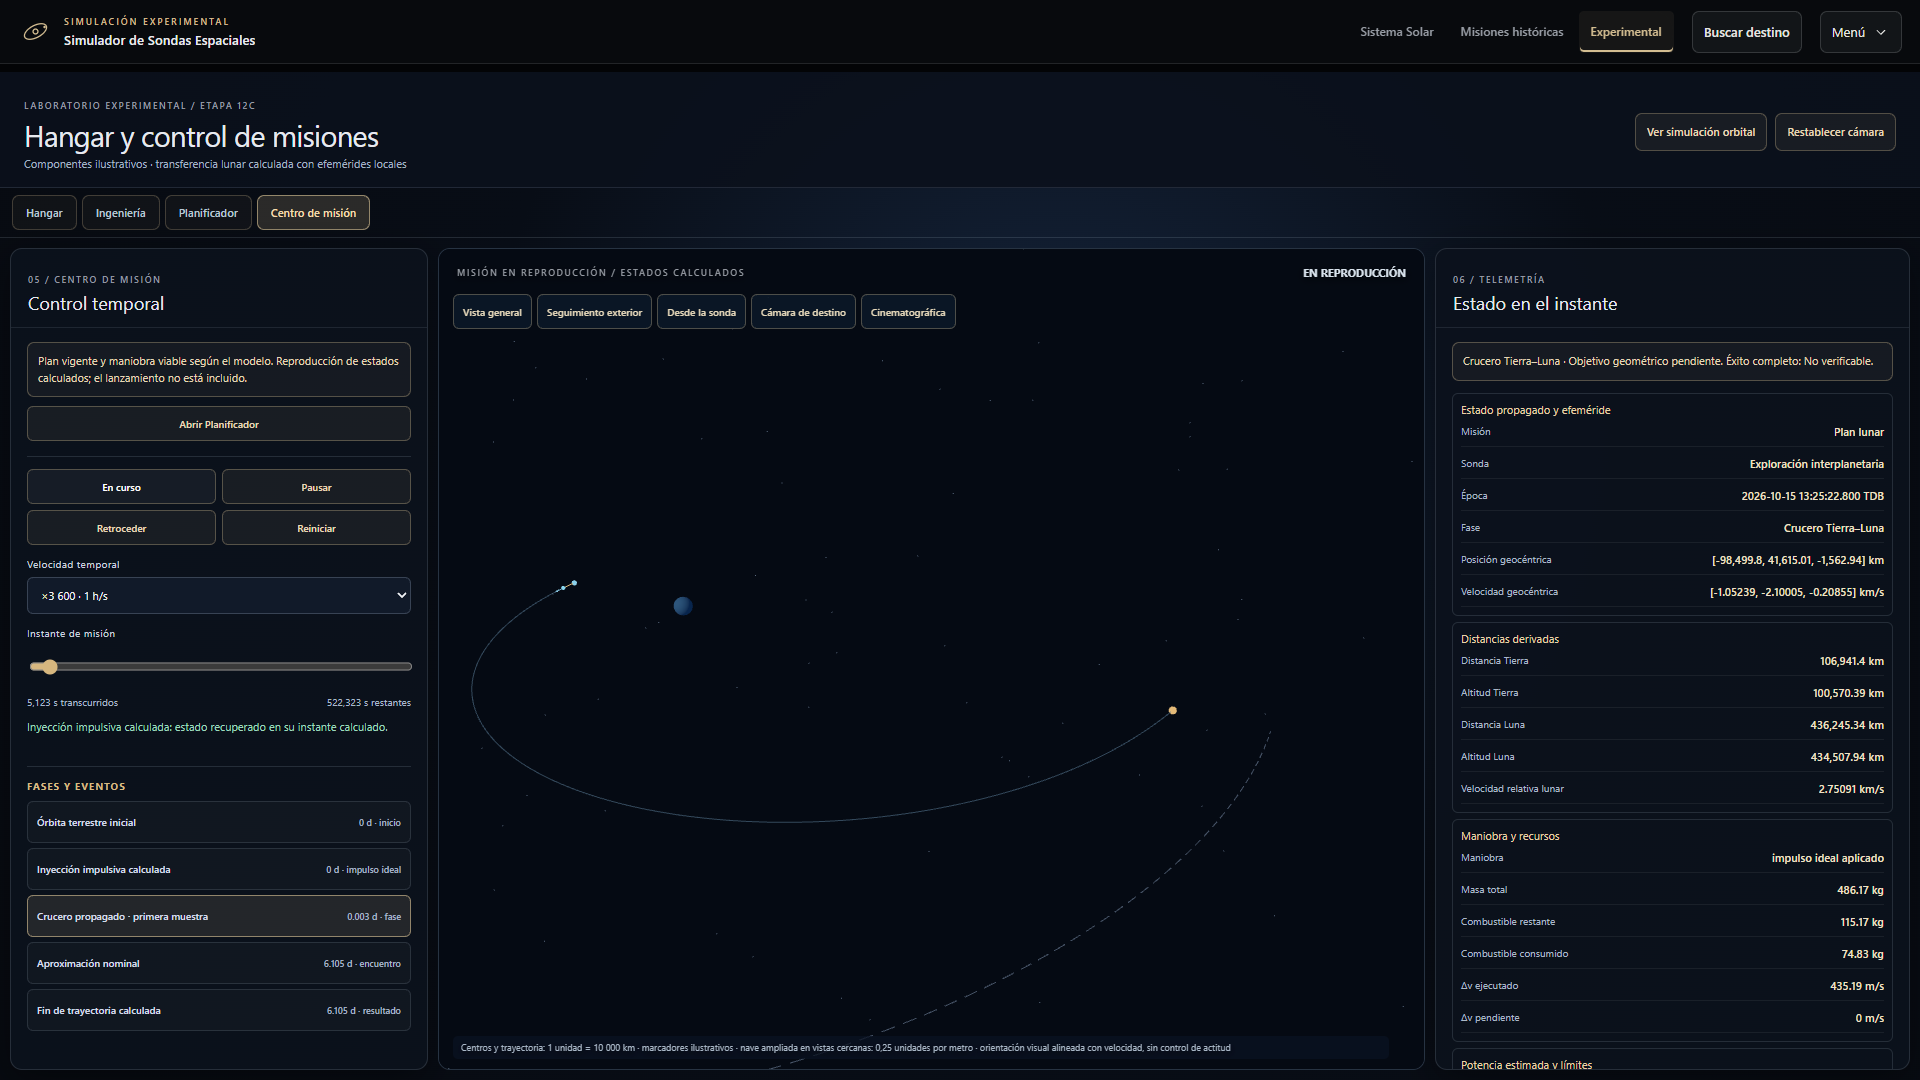 SIMULACIÓN EXPERIMENTAL
Simulador de Sondas Espaciales
Sistema Solar
Misiones históricas
Experimental
Buscar destino
Menú
LABORATORIO EXPERIMENTAL / ETAPA 12C
Hangar y control de misiones
Componentes ilustrativos · transferencia lunar calculada con efemérides locales
Ver simulación orbital
Restablecer cámara
Hangar
Ingeniería
Planificador
Centro de misión
05 / CENTRO DE MISIÓN
Control temporal
Plan vigente y maniobra viable según el modelo. Reproducción de estados
calculados; el lanzamiento no está incluido.
Abrir Planificador
En curso
Pausar
Retroceder
Reiniciar
Velocidad temporal
×3 600 · 1 h/s
Instante de misión
5,123 s transcurridos
522,323 s restantes
Inyección impulsiva calculada: estado recuperado en su instante calculado.
FASES Y EVENTOS
Órbita terrestre inicial
0 d · inicio
Inyección impulsiva calculada
0 d · impulso ideal
Crucero propagado · primera muestra
0.003 d · fase
Aproximación nominal
6.105 d · encuentro
Fin de trayectoria calculada
6.105 d · resultado
MISIÓN EN REPRODUCCIÓN / ESTADOS CALCULADOS
EN REPRODUCCIÓN
Vista general
Seguimiento exterior
Desde la sonda
Cámara de destino
Cinematográfica
Centros y trayectoria: 1 unidad = 10 000 km · marcadores ilustrativos · nave ampliada en vistas cercanas: 0,25 unidades por metro · orientación visual alineada con velocidad, sin control de actitud
06 / TELEMETRÍA
Estado en el instante
Crucero Tierra–Luna · Objetivo geométrico pendiente. Éxito completo: No verificable.
Estado propagado y efeméride
Misión
Plan lunar
Sonda
Exploración interplanetaria
Época
2026-10-15 13:25:22.800 TDB
Fase
Crucero Tierra–Luna
Posición geocéntrica
[-98,499.8, 41,615.01, -1,562.94] km
Velocidad geocéntrica
[-1.05239, -2.10005, -0.20855] km/s
Distancias derivadas
Distancia Tierra
106,941.4 km
Altitud Tierra
100,570.39 km
Distancia Luna
436,245.34 km
Altitud Luna
434,507.94 km
Velocidad relativa lunar
2.75091 km/s
Maniobra y recursos
Maniobra
impulso ideal aplicado
Masa total
486.17 kg
Combustible restante
115.17 kg
Combustible consumido
74.83 kg
Δv ejecutado
435.19 m/s
Δv pendiente
0 m/s
Potencia estimada y límites